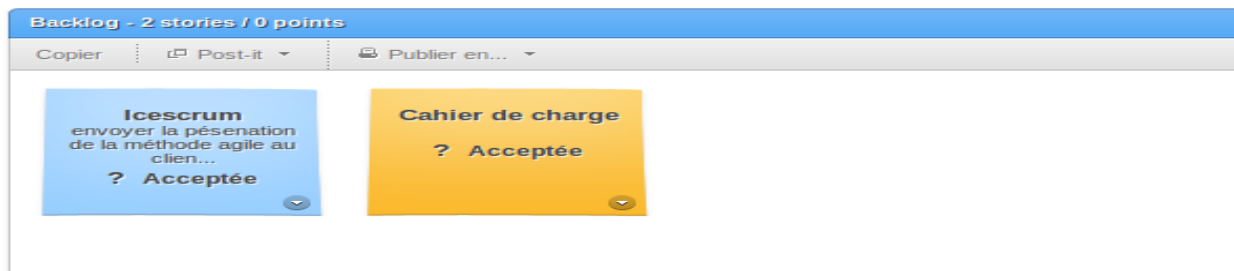 Backlog - 2 stories / 0 points
Copier Post-it Publier en...
Icescrum
envoyer la pésenation
de la méthode agile au
clien...
? Acceptée
Cahier de charge
? Acceptée